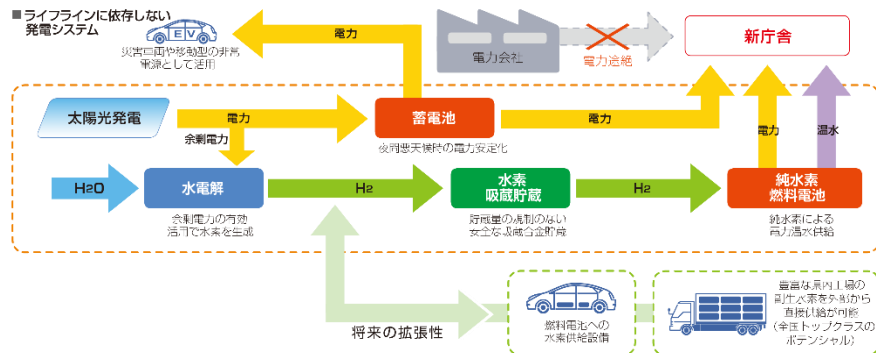 ■ライフラインに依存しない
発電システム
EV
災害車両や移動型の非常
電源として活用
電力
電力会社
電力途絶
新庁舎
太陽光発電
電力
余剰電力
蓄電池
夜間悪天候時の電力安定化
電力
電力
温水
H2O
水電解
余剰電力の有効
活用で水素を生成
H2
水素
吸蔵貯蔵
貯蔵量の規制のない
安全な吸蔵合金貯蔵
H2
純水素
燃料電池
純水素による
電力温水供給
将来の拡張性
燃料電池への
水素供給設備
豊富な県内工場の
副生水素を外部から
直接供給が可能
(全国トップクラスの
ポテンシャル)